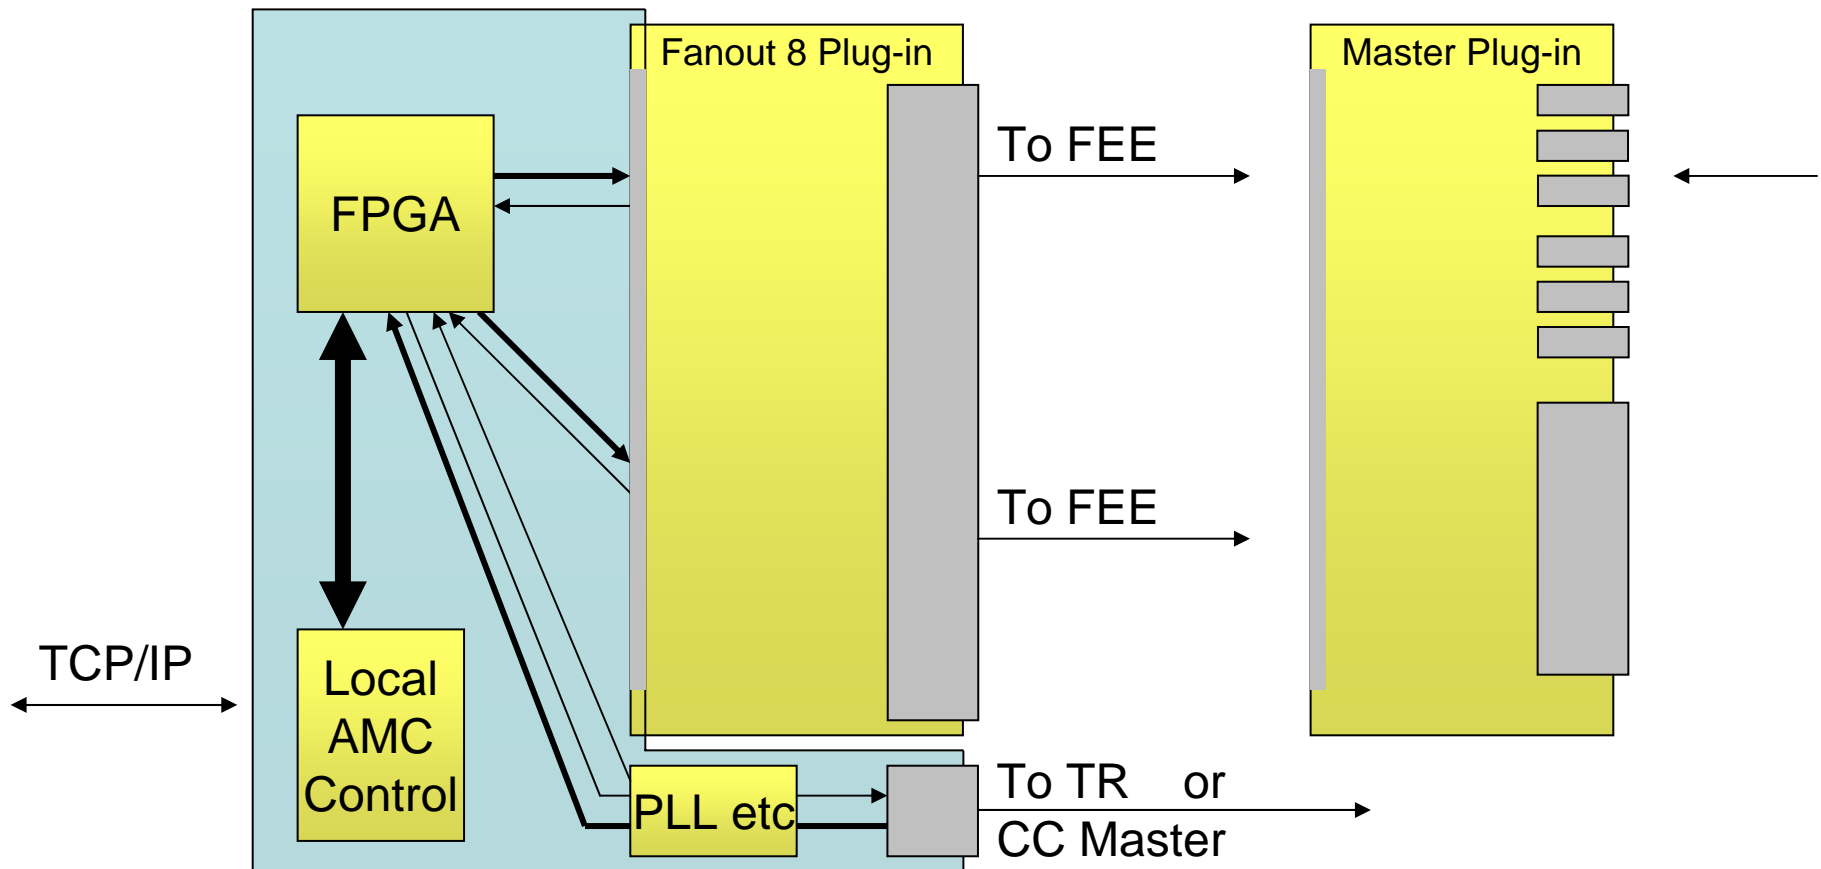 Fanout 8 Plug-in
Master Plug-in
To FEE
FPGA
To FEE
TCP/IP
Local
AMC
Control
PLL etc
To TR or
CC Master